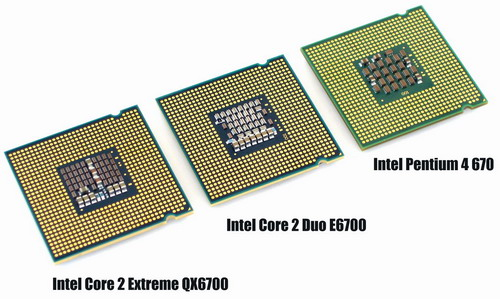 Intel Pentium 4 670
Intel Core 2 Duo E6700
Intel Core 2 Extreme QX6700